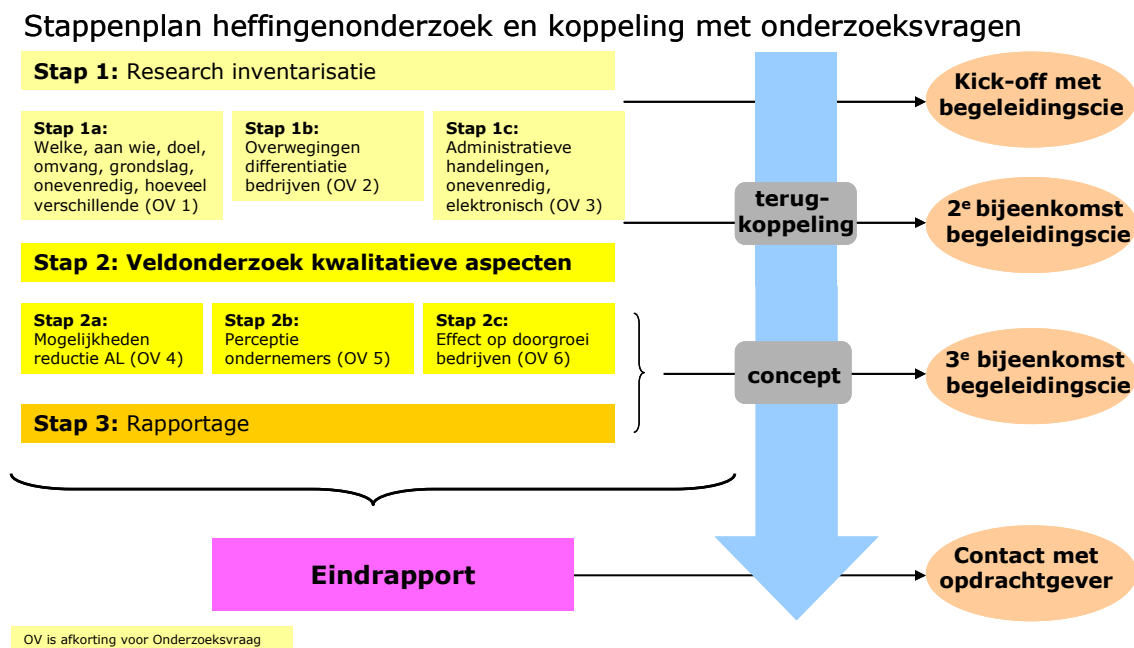 Stappenplan heffingenonderzoek en koppeling met onderzoeksvragen
Stap 1: Research inventarisatie
Kick-off met
begeleidingscie
Stap 1a:
Welke, aan wie, doel,
omvang, grondslag,
onevenredig, hoeveel
verschillende (OV 1)
Stap 1b:
Overwegingen
differentiatie
bedrijven (OV 2)
Stap 1c:
Administratieve
handelingen,
onevenredig,
elektronisch (OV 3)
terug-
koppeling
2e bijeenkomst
begeleidingscie
Stap 2: Veldonderzoek kwalitatieve aspecten
Stap 2a:
Mogelijkheden
reductie AL (OV 4)
Stap 2b:
Perceptie
ondernemers (OV 5)
Stap 2c:
Effect op doorgroei
bedrijven (OV 6)
concept
3e bijeenkomst
begeleidingscie
Stap 3: Rapportage
Eindrapport
Contact met
opdrachtgever
OV is afkorting voor Onderzoeksvraag